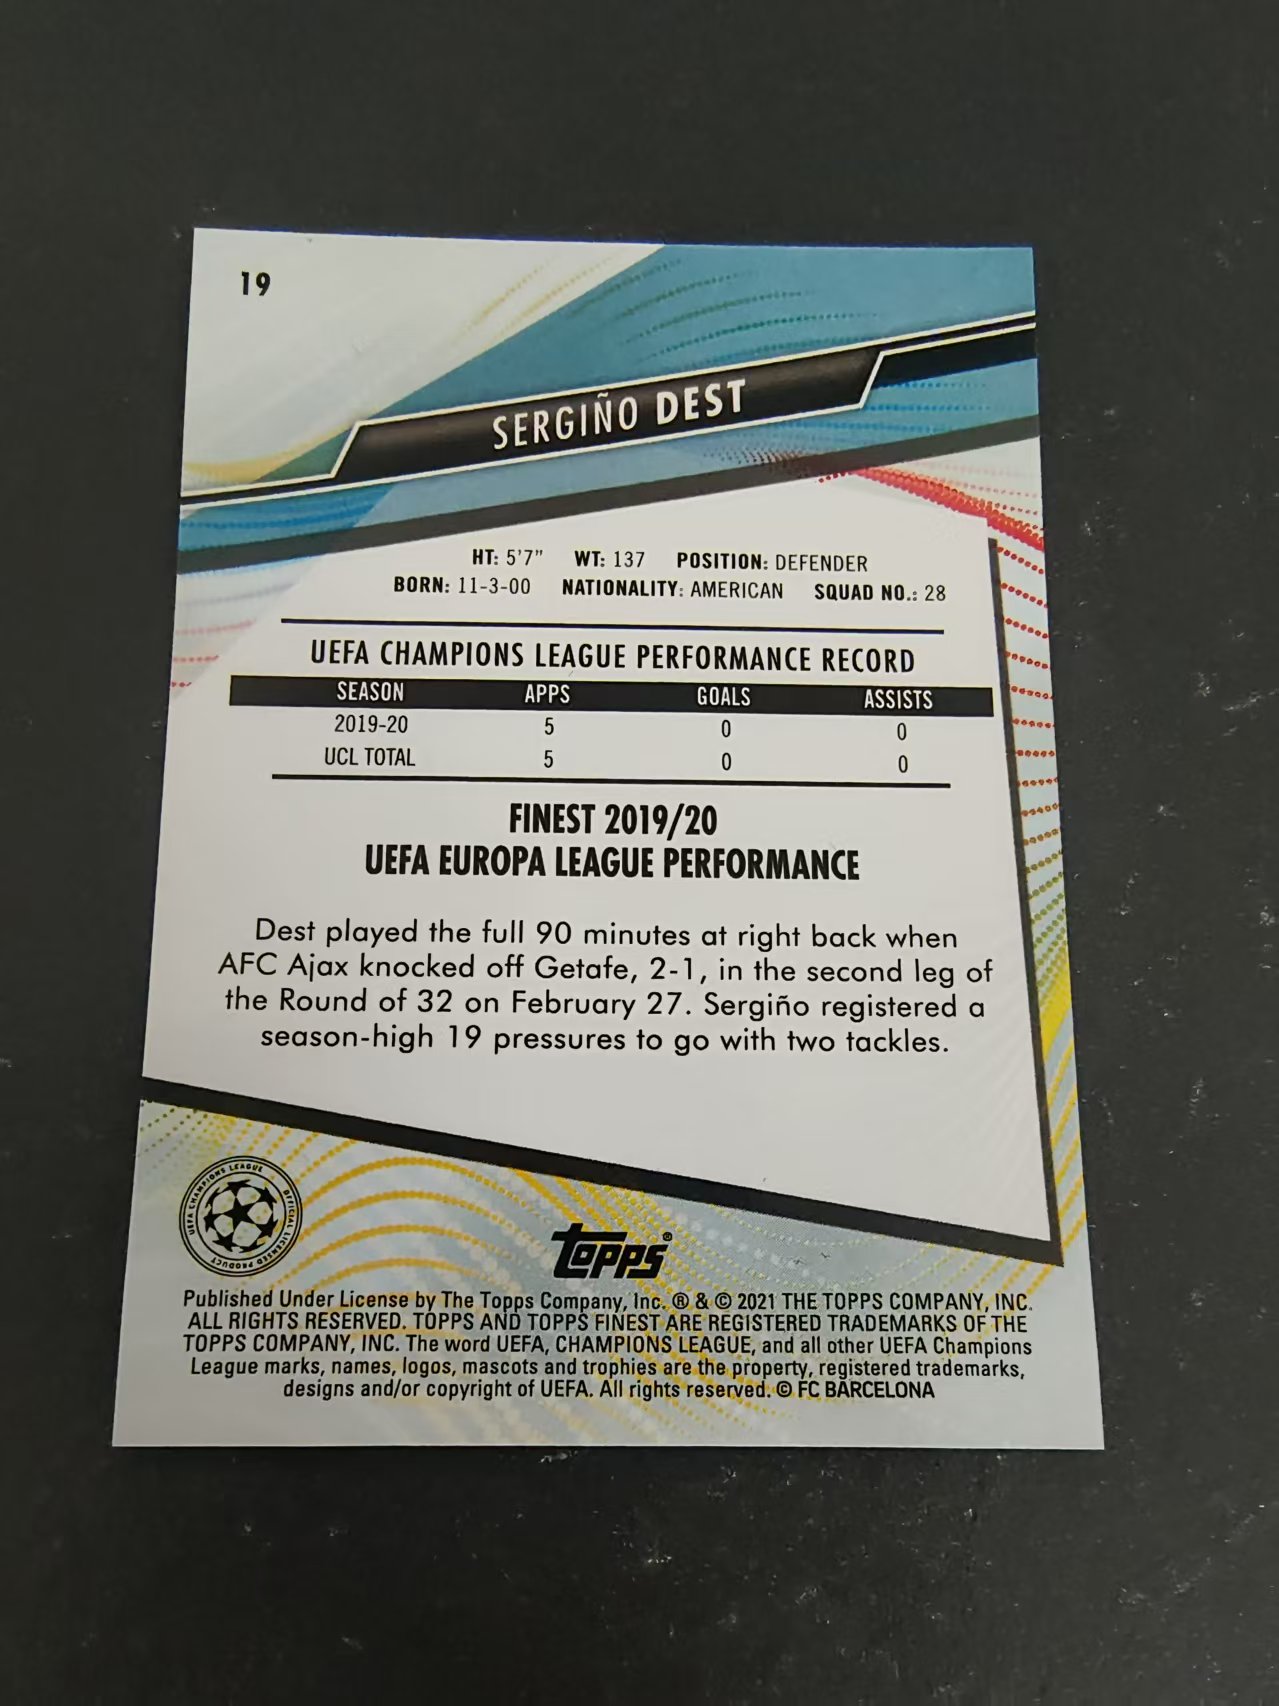 19
SERGIÑO DEST
HT: 5'7" WT: 137 POSITION: DEFENDER
BORN: 11-3-00 NATIONALITY: AMERICAN SQUAD NO.: 28
UEFA CHAMPIONS LEAGUE PERFORMANCE RECORD
SEASON APPS GOALS ASSISTS
2019-20 5 0 0
UCL TOTAL 5 0 0
FINEST 2019/20
UEFA EUROPA LEAGUE PERFORMANCE
Dest played the full 90 minutes at right back when
AFC Ajax knocked off Getafe, 2-1, in the second leg of
the Round of 32 on February 27. Sergiño registered a
season-high 19 pressures to go with two tackles.
UEFA CHAMPIONS LEAGUE OFFICIAL LICENSED PRODUCT
topps®
Published Under License by The Topps Company, Inc. ® & © 2021 THE TOPPS COMPANY, INC.
ALL RIGHTS RESERVED. TOPPS AND TOPPS FINEST ARE REGISTERED TRADEMARKS OF THE
TOPPS COMPANY, INC. The word UEFA, CHAMPIONS LEAGUE, and all other UEFA Champions
League marks, names, logos, mascots and trophies are the property, registered trademarks,
designs and/or copyright of UEFA. All rights reserved. © FC BARCELONA